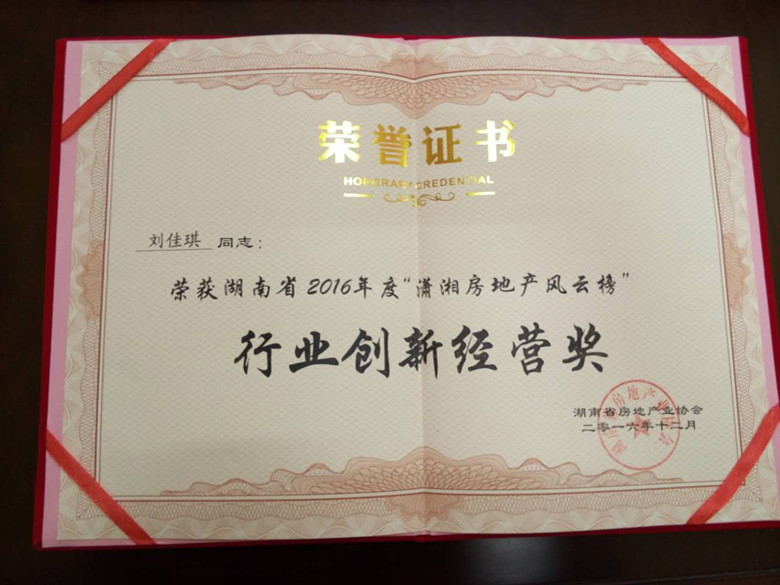 荣誉证书
HONORARY CREDENTIAL
刘佳琪 同志：
荣获湖南省2016年度“潇湘房地产风云榜”
行业创新经营奖
湖南省房地产业协会
二零一六年十二月